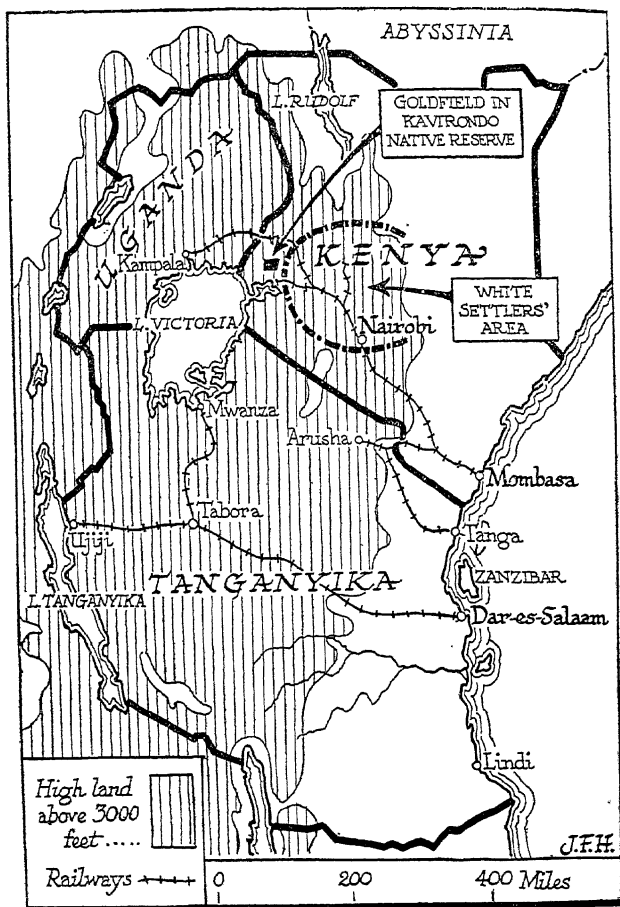 ABYSSINIA
L. RUDOLF
GOLDFIELD IN
KAVIRONDO
NATIVE RESERVE
UGANDA
KENYA
Kampala
WHITE
SETTLERS'
AREA
L. VICTORIA
Nairobi
Mwanza
Arusha
Mombasa
Tabora
Ujiji
Tanga
TANGANYIKA
ZANZIBAR
L. TANGANYIKA
Dar-es-Salaam
Lindi
High land
above 3000
feet.....
J.F.H.
Railways
0 200 400 Miles